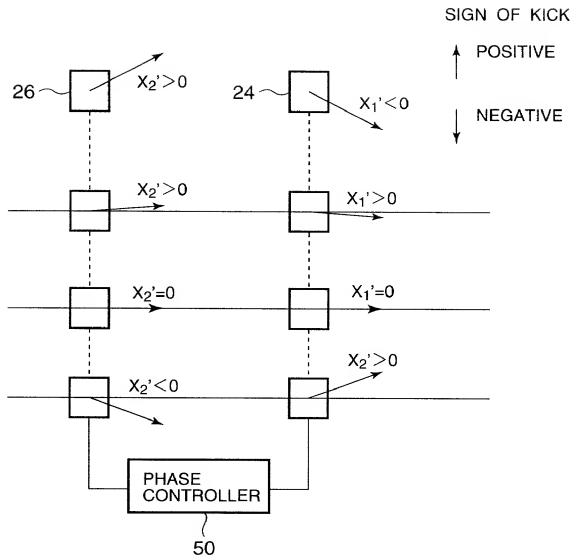 SIGN OF KICK
POSITIVE
NEGATIVE
26
X₂'>0
24
X₁'<0
X₂'>0
X₁'>0
X₂'=0
X₁'=0
X₂'<0
X₂'>0
PHASE
CONTROLLER
50